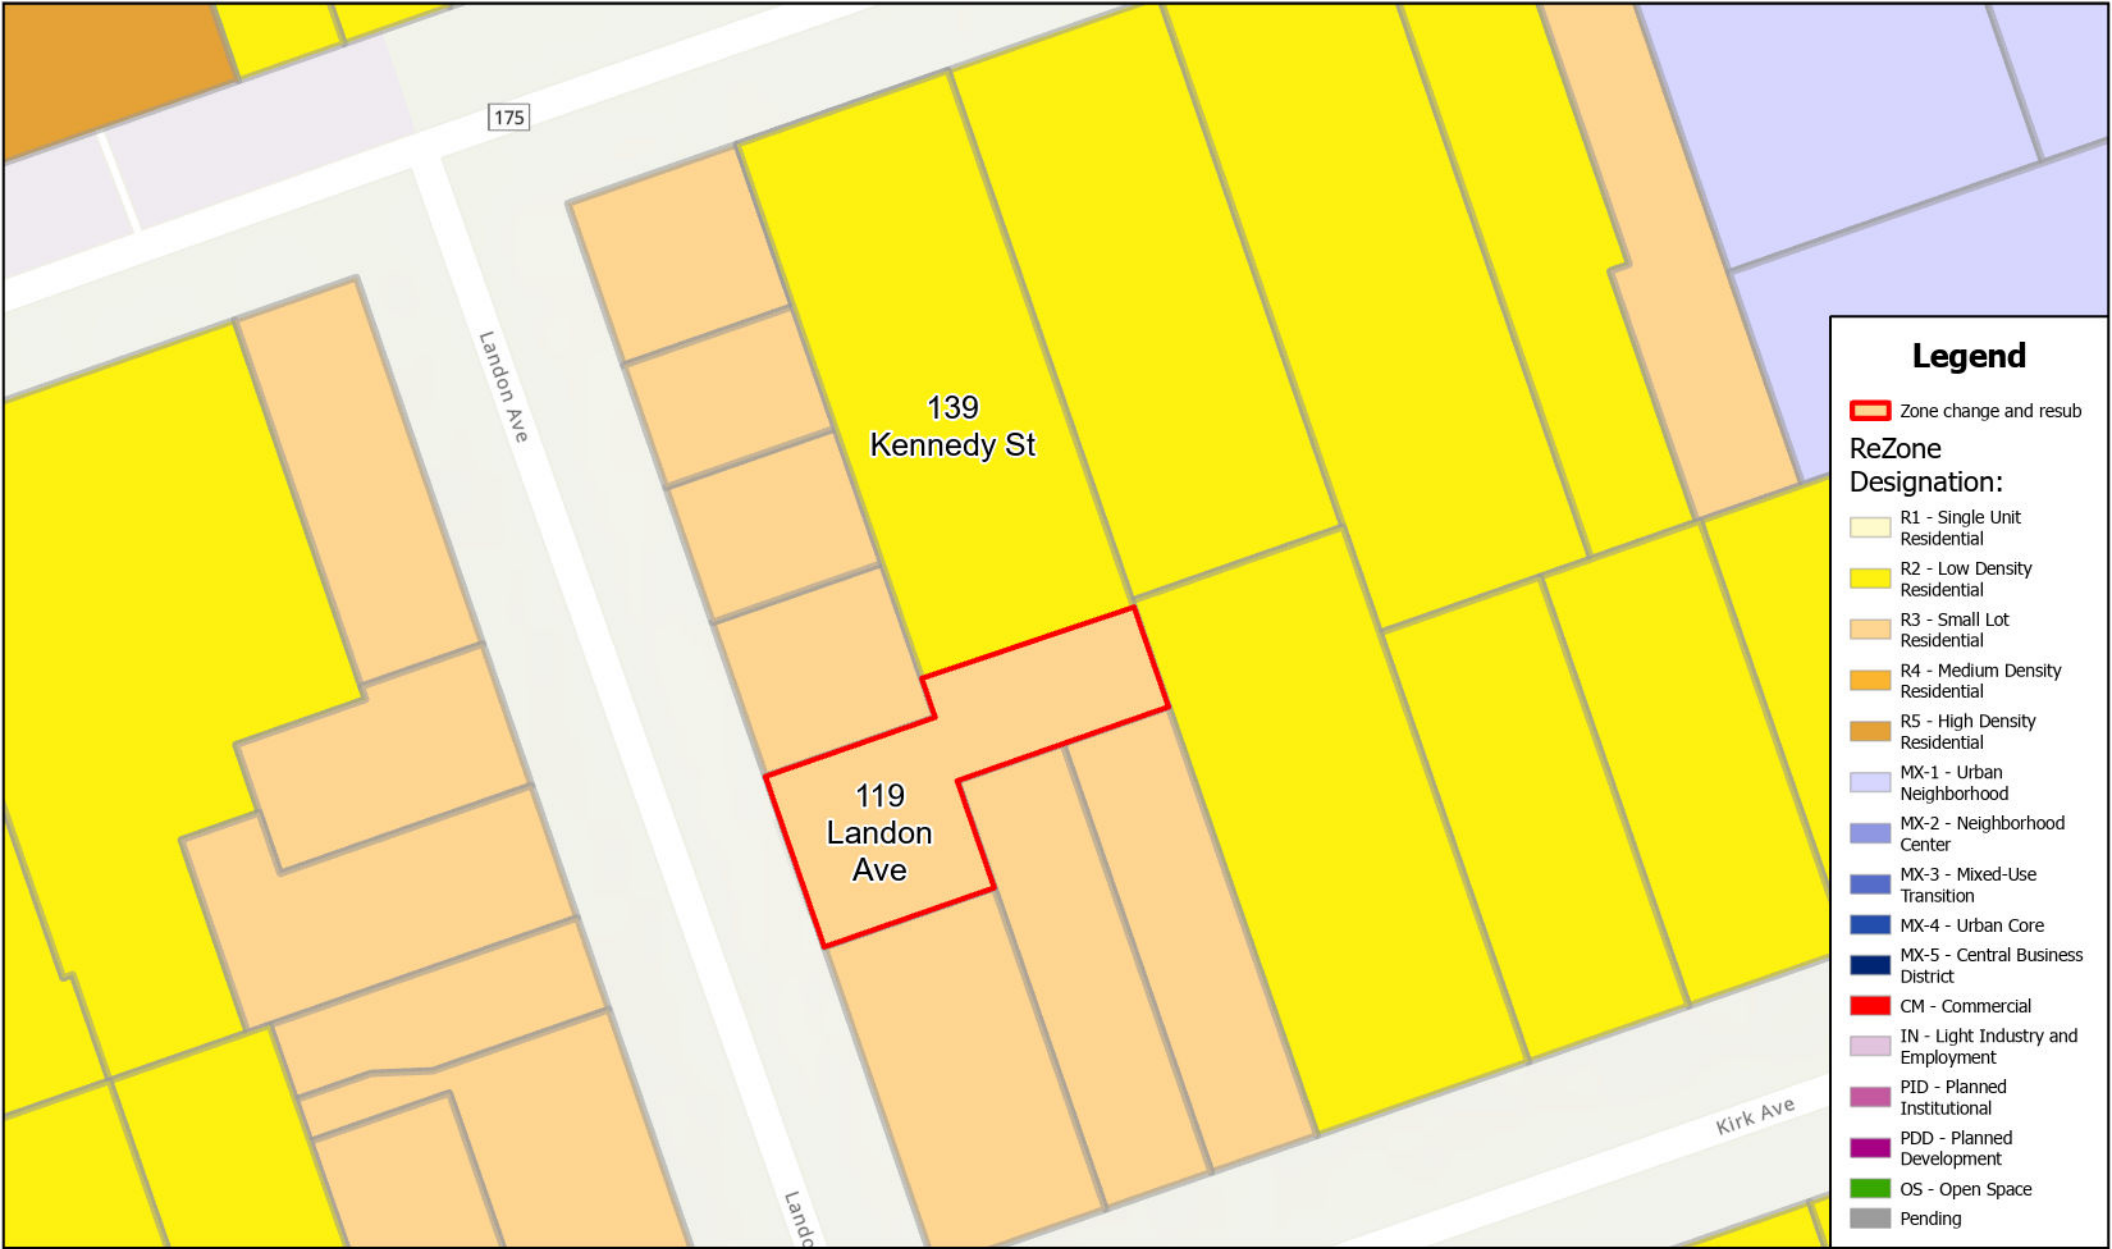 175
Landon Ave
139
Kennedy St
119
Landon
Ave
Lando
Kirk Ave
Legend
Zone change and resub
ReZone
Designation:
R1 - Single Unit
Residential
R2 - Low Density
Residential
R3 - Small Lot
Residential
R4 - Medium Density
Residential
R5 - High Density
Residential
MX-1 - Urban
Neighborhood
MX-2 - Neighborhood
Center
MX-3 - Mixed-Use
Transition
MX-4 - Urban Core
MX-5 - Central Business
District
CM - Commercial
IN - Light Industry and
Employment
PID - Planned
Institutional
PDD - Planned
Development
OS - Open Space
Pending